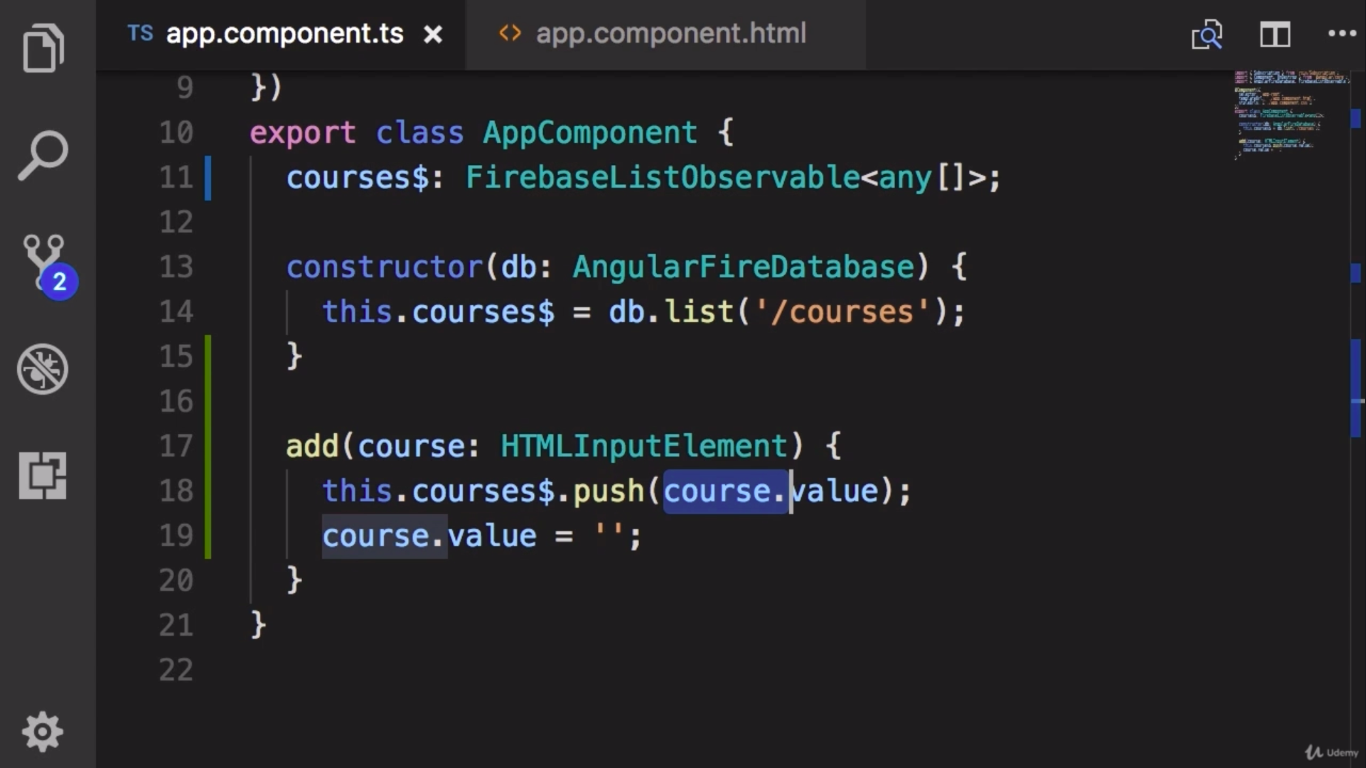 TS app.component.ts × <> app.component.html
9 })
10 export class AppComponent {
11 courses$: FirebaseListObservable<any[]>;
12
13 constructor(db: AngularFireDatabase) {
14 this.courses$ = db.list('/courses');
15 }
16
17 add(course: HTMLInputElement) {
18 this.courses$.push(course.value);
19 course.value = '';
20 }
21 }
22
2
Udemy